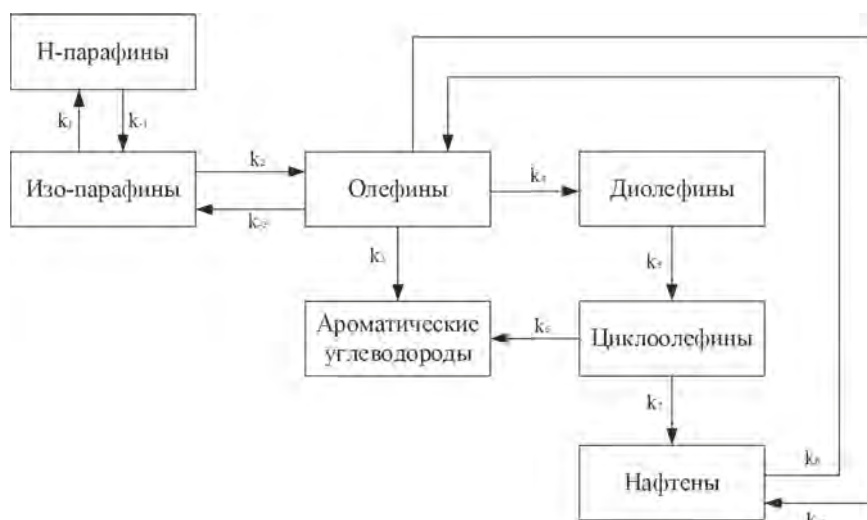 Н-парафины
k₁ k₋₁
Изо-парафины
k₂
k₋₂
Олефины
k₄
Диолефины
k₃
k₅
Ароматические
углеводороды
k₆
Циклоолефины
k₇
Нафтены
k₈